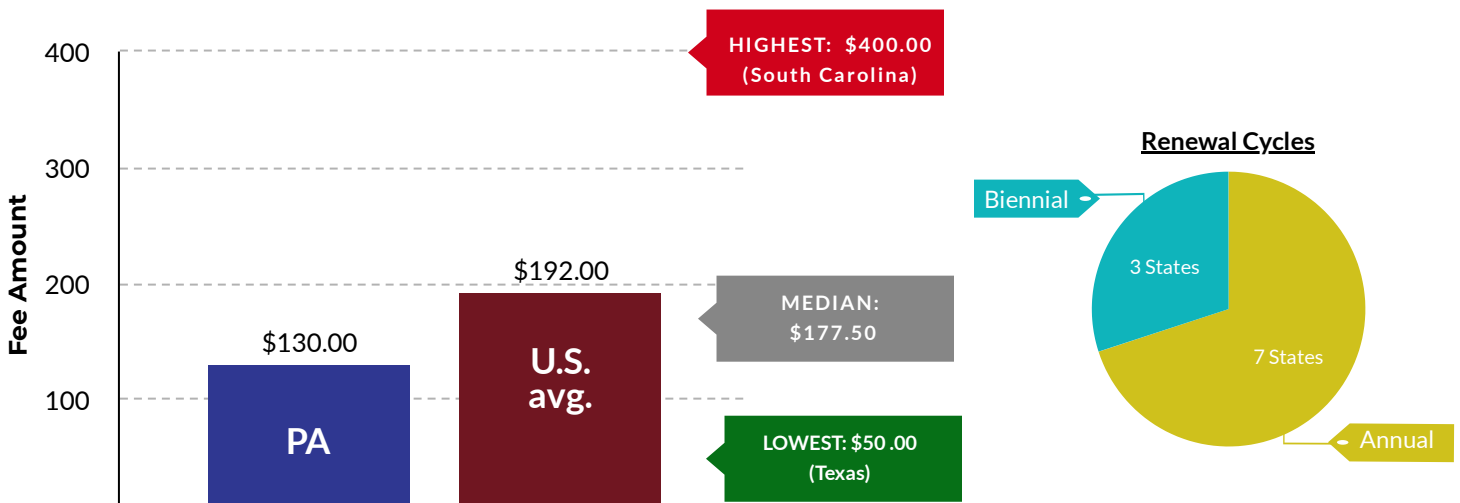 Fee Amount
400
300
200
100
$130.00
PA
$192.00
U.S.
avg.
HIGHEST: $400.00
(South Carolina)
MEDIAN:
$177.50
LOWEST: $50.00
(Texas)
Renewal Cycles
Biennial
3 States
7 States
Annual